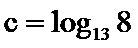 c = log₁₃ 8